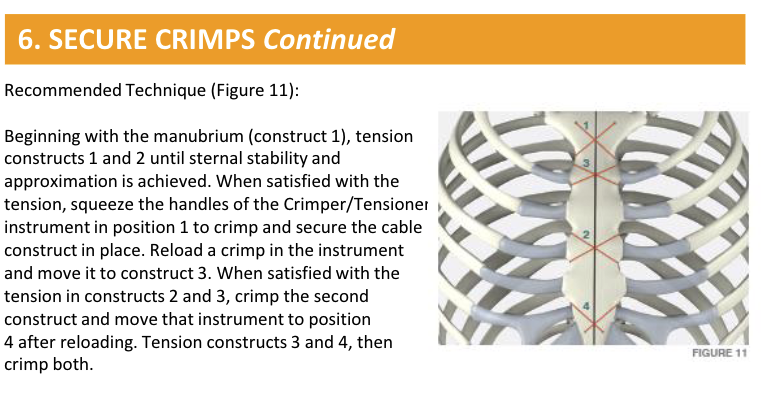 6. SECURE CRIMPS Continued
Recommended Technique (Figure 11):
Beginning with the manubrium (construct 1), tension
constructs 1 and 2 until sternal stability and
approximation is achieved. When satisfied with the
tension, squeeze the handles of the Crimper/Tensioner
instrument in position 1 to crimp and secure the cable
construct in place. Reload a crimp in the instrument
and move it to construct 3. When satisfied with the
tension in constructs 2 and 3, crimp the second
construct and move that instrument to position
4 after reloading. Tension constructs 3 and 4, then
crimp both.
1
3
2
4
FIGURE 11